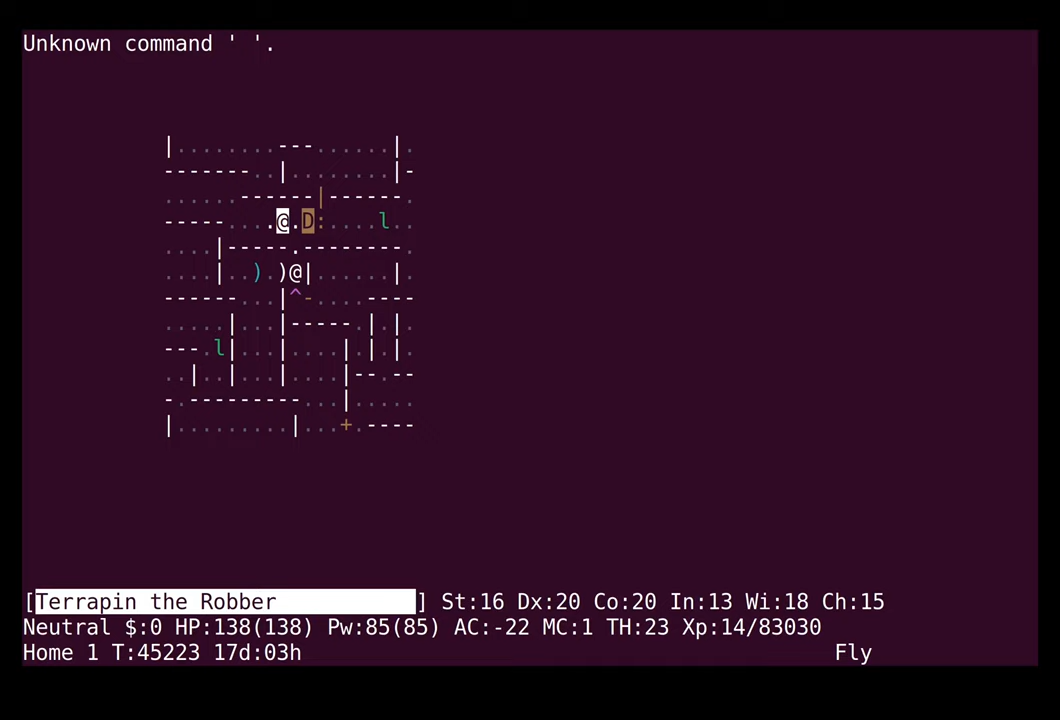 Unknown command ' '.
|........---......|.
-------..|........|-
......------|------.
-----....@.D:....l..
....|-----.--------.
....|..).)@|......|.
------...|^-....----
.....|...|-----.|.|.
---.l|...|....|.|.|.
..|..|...|....|--.--
-.---------...|.....
|.........|...+.----
[Terrapin the Robber ] St:16 Dx:20 Co:20 In:13 Wi:18 Ch:15
Neutral $:0 HP:138(138) Pw:85(85) AC:-22 MC:1 TH:23 Xp:14/83030
Home 1 T:45223 17d:03h Fly